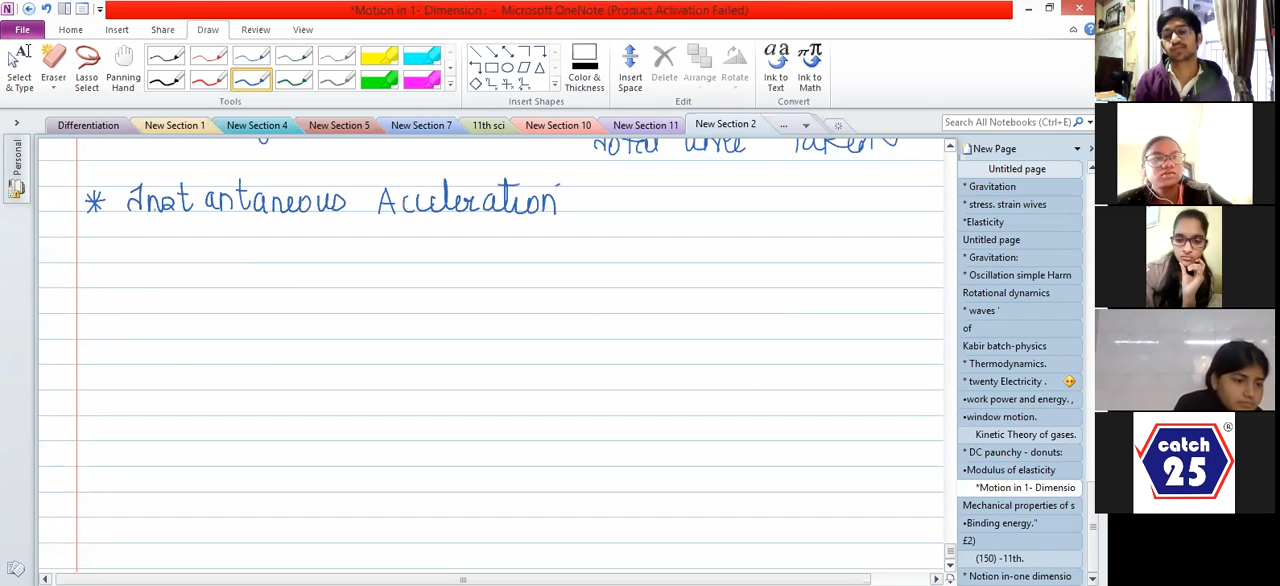 *Motion in 1- Dimension : - Microsoft OneNote (Product Activation Failed)
File Home Insert Share Draw Review View
Select & Type
Eraser
Lasso Select
Panning Hand
Color & Thickness
Insert Space
Delete
Arrange
Rotate
Ink to Text
Ink to Math
Tools
Insert Shapes
Edit
Convert
Differentiation
New Section 1
New Section 4
New Section 5
New Section 7
11th sci
New Section 10
New Section 11
New Section 2
...
Search All Notebooks (Ctrl+E)
Personal
Total time Taken
* Instantaneous Acceleration
New Page
Untitled page
* Gravitation
* stress. strain wives
*Elasticity
Untitled page
* Gravitation:
* Oscillation simple Harm
Rotational dynamics
* waves '
of
Kabir batch-physics
* Thermodynamics.
* twenty Electricity .
•work power and energy. ,
•window motion.
Kinetic Theory of gases.
* DC paunchy - donuts:
•Modulus of elasticity
*Motion in 1- Dimensio
Mechanical properties of s
•Binding energy."
£2)
(150) -11th.
* Notion in-one dimensio
catch
25
®